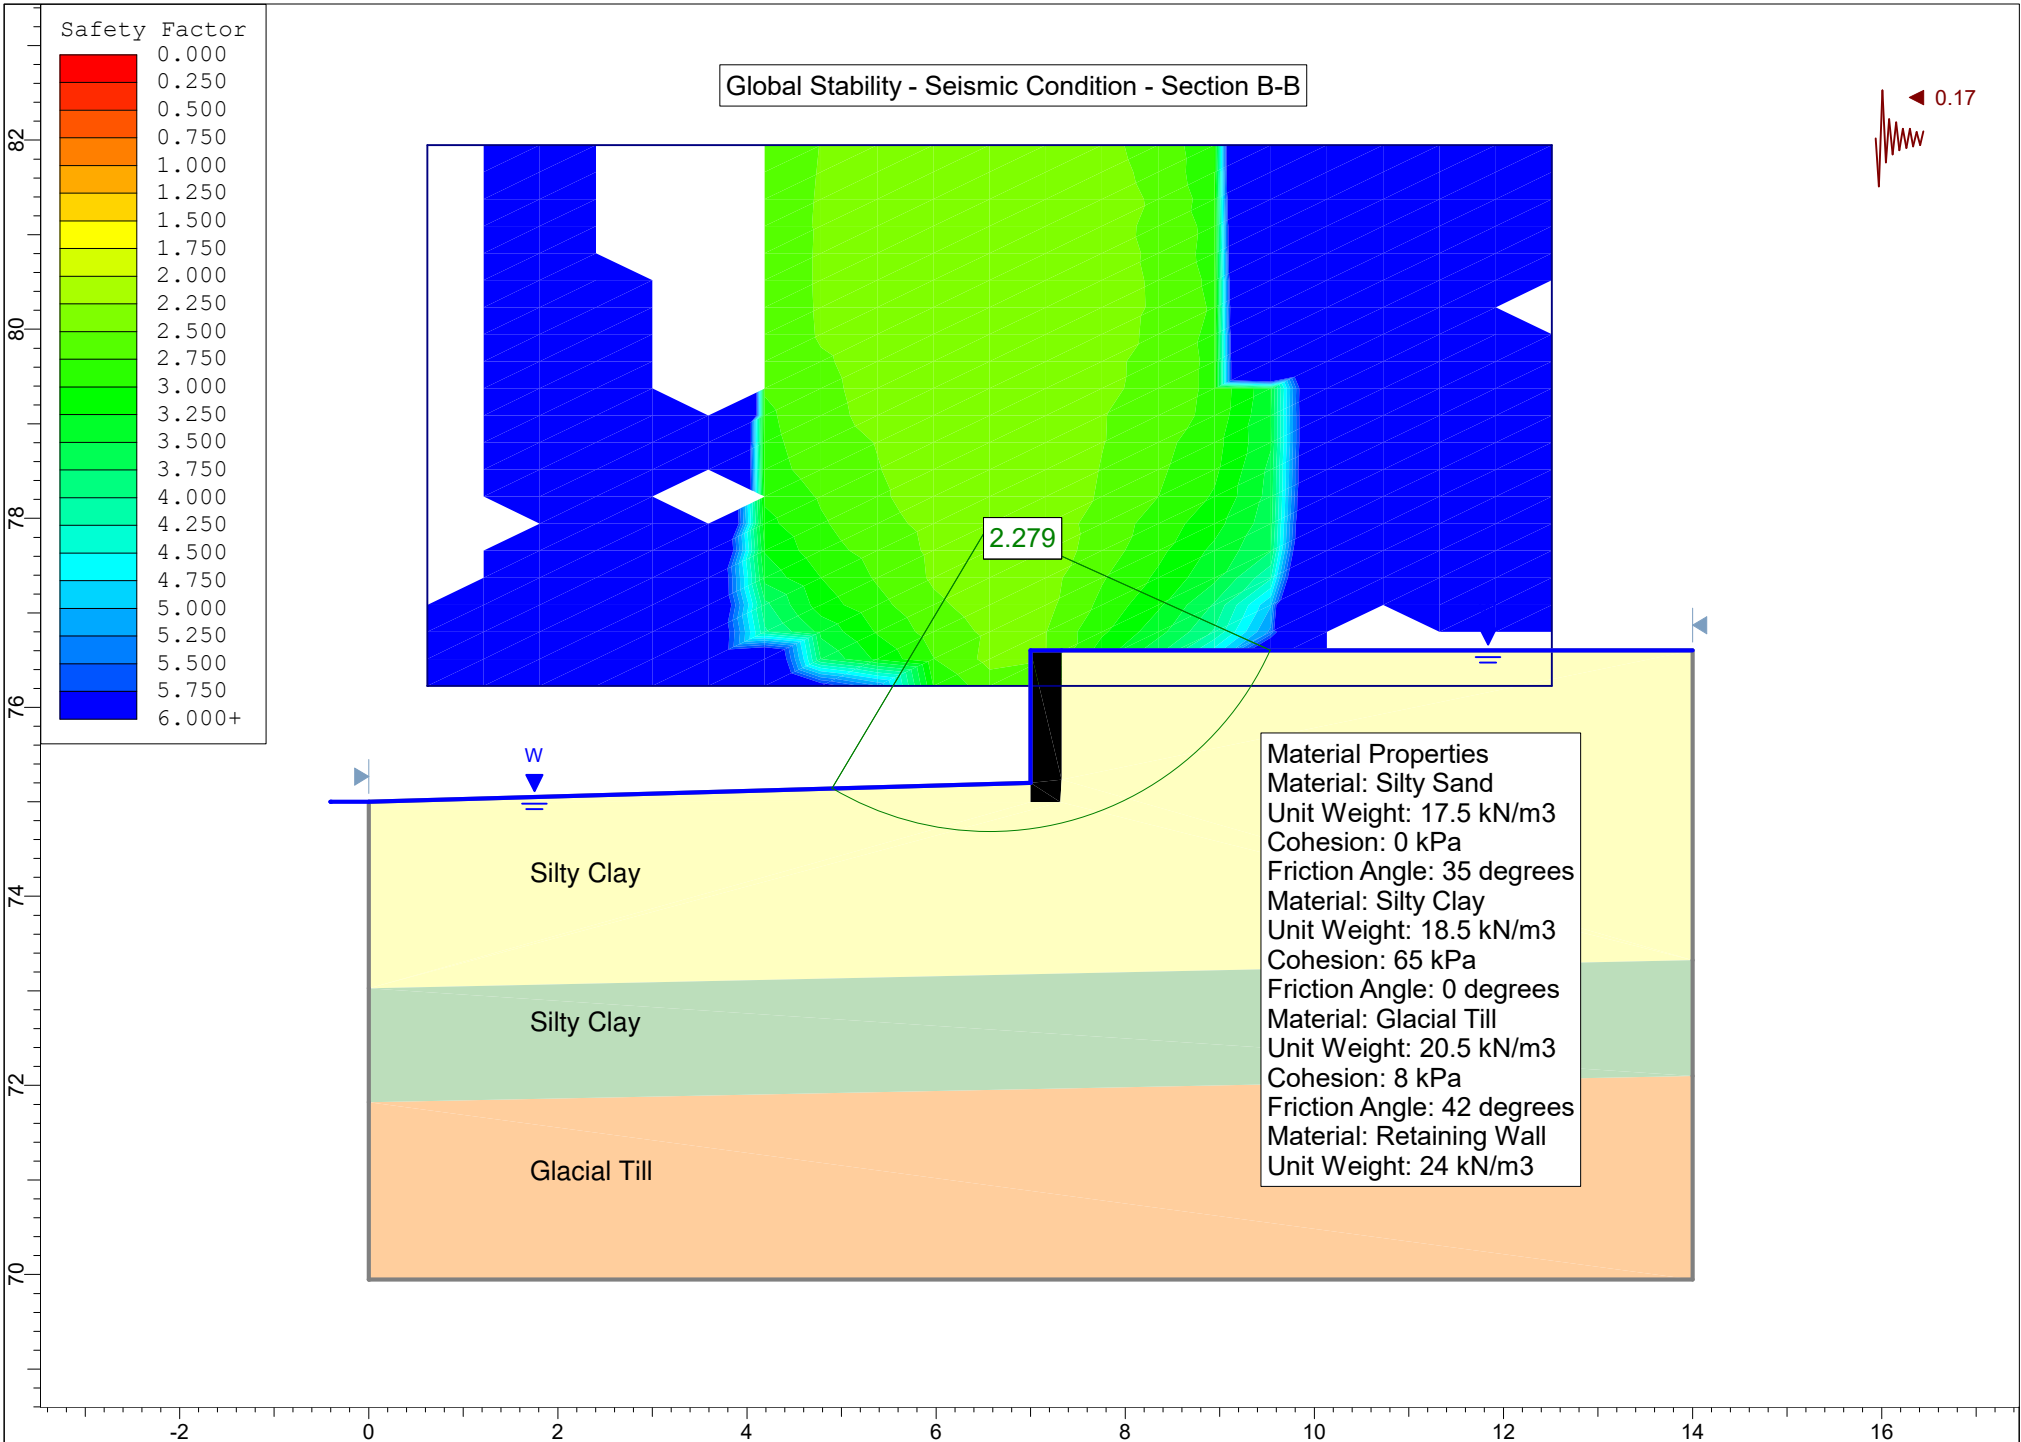 Safety Factor
0.000
0.250
0.500
0.750
1.000
1.250
1.500
1.750
2.000
2.250
2.500
2.750
3.000
3.250
3.500
3.750
4.000
4.250
4.500
4.750
5.000
5.250
5.500
5.750
6.000+
Global Stability - Seismic Condition - Section B-B
0.17
2.279
W
Silty Clay
Silty Clay
Glacial Till
Material Properties
Material: Silty Sand
Unit Weight: 17.5 kN/m3
Cohesion: 0 kPa
Friction Angle: 35 degrees
Material: Silty Clay
Unit Weight: 18.5 kN/m3
Cohesion: 65 kPa
Friction Angle: 0 degrees
Material: Glacial Till
Unit Weight: 20.5 kN/m3
Cohesion: 8 kPa
Friction Angle: 42 degrees
Material: Retaining Wall
Unit Weight: 24 kN/m3
82
80
78
76
74
72
70
-2 0 2 4 6 8 10 12 14 16